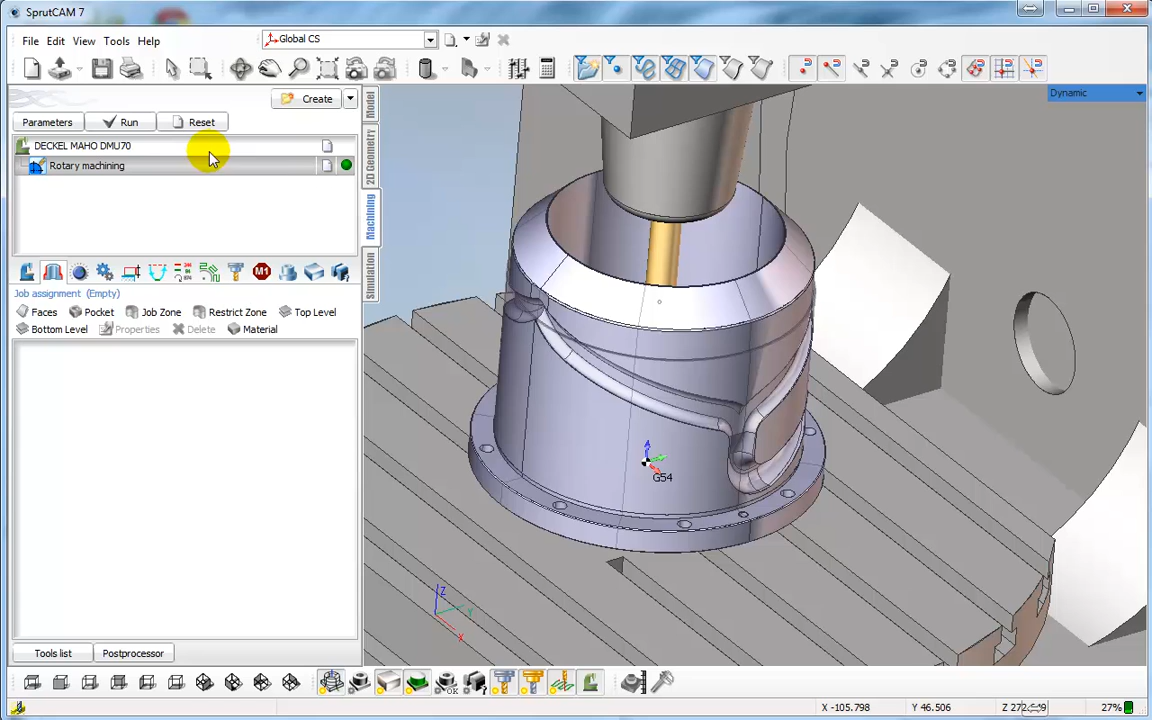 SprutCAM 7
File Edit View Tools Help
Global CS
Create
Parameters Run Reset
DECKEL MAHO DMU70
Rotary machining
Model
2D Geometry
Machining
Simulation
M1
Job assignment (Empty)
Faces Pocket Job Zone Restrict Zone Top Level
Bottom Level Properties Delete Material
Dynamic
G54
Z
Y
X
Tools list Postprocessor
OK
X -105.798 Y 46.506 27%